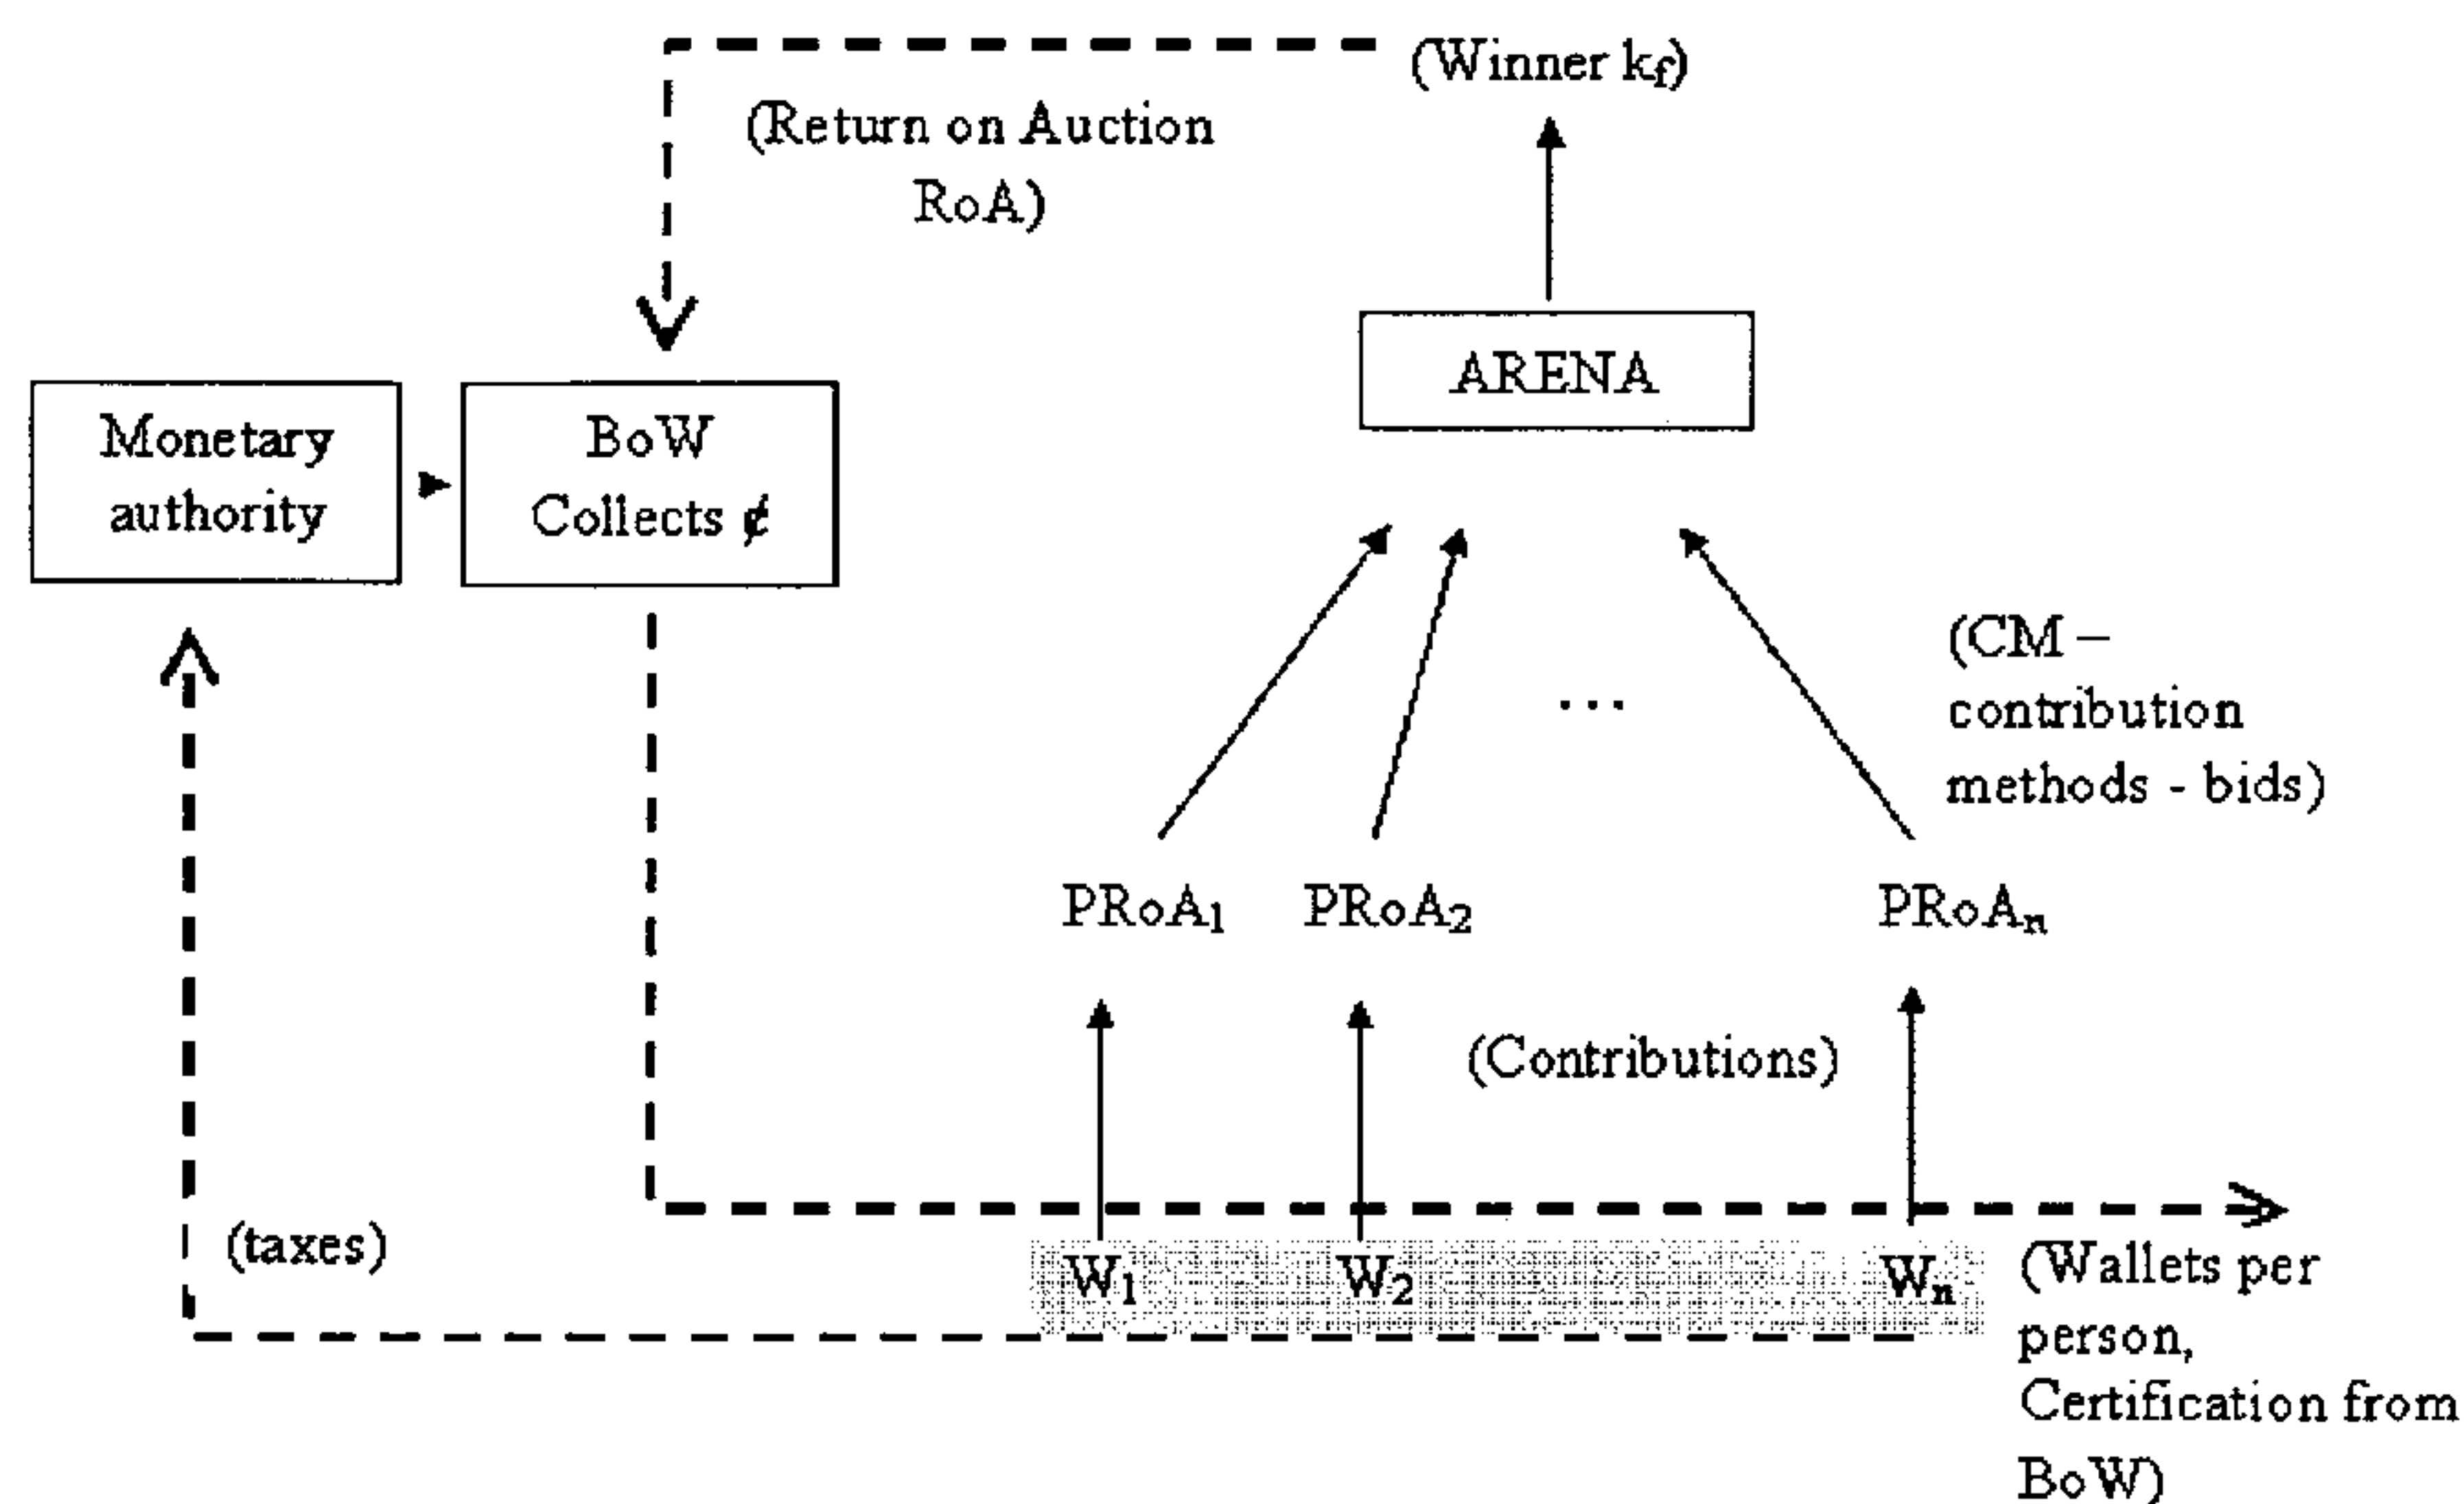 (Winner kf)
(Return on Auction
RoA)
ARENA
Monetary
authority
BoW
Collects ₡
(CM –
contribution
methods - bids)
...
PRoA1
PRoA2
PRoAn
(Contributions)
(taxes)
W1
W2
Wn
(Wallets per
person,
Certification from
BoW)